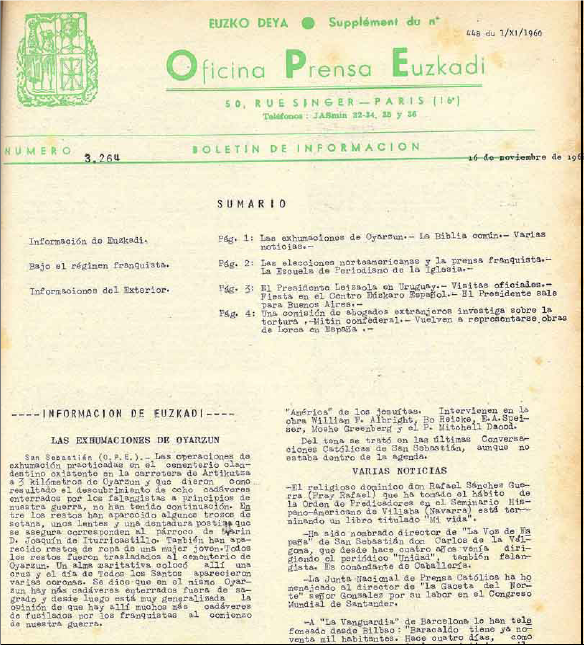 EUZKO DEYA ● Supplément du nº
448 du 1/XI/1960
Oficina Prensa Euzkadi
50, RUE SINGER — PARIS (16º)
Teléfonos : JASmin 22-34, 35 y 36
NUMERO 3.264 BOLETIN DE INFORMACION 16 de noviembre de 196
SUMARIO
Información de Euzkadi.
Pág. 1: Las exhumaciones de Oyarzun.— La Biblia común.— Varias
noticias.—
Bajo el régimen franquista.
Pág. 2: Las elecciones norteamericanas y la prensa franquista.—
La Escuela de Periodismo de la Iglesia.—
Informaciones del Exterior.
Pág. 3: El Presidente Leizaola en Uruguay.— Visitas oficiales.—
Fiesta en el Centro Euskaro Español.— El Presidente sale
para Buenos Aires.—
Pág. 4: Una comisión de abogados extranjeros investiga sobre la
tortura .— Mitin confederal.— Vuelven a representarse obras
de Lorca en España .—
----INFORMACION DE EUZKADI----
LAS EXHUMACIONES DE OYARZUN
San Sebastián (O.P.E.).— Las operaciones de
exhumación practicadas en el cementerio clan-
destino existente en la carretera de Artikutza
a 3 kilómetros de Oyarzun y que dieron como
resultado el descubrimiento de ocho cadáveres
enterrados por los falangistas a principios de
nuestra guerra, no han tenido continuación. En
tre los restos han aparecido algunos trozos de
sotana, unos lentes y una dentadura postiza que
se asegura corresponden al párroco de Marin
D. Joaquín de Iturricastillo. También han apa-
recido restos de ropa de una mujer joven. Todos
los restos fueron trasladados al cementerio de
Oyarzun. Un alma caritativa colocó allí una
cruz y el día de Todos los Santos aparecieron
varias coronas. Se dice que en el mismo Oyar-
zun hay más cadáveres enterrados fuera de sa-
grado y desde luego está muy generalizada la
opinión de que hay allí muchos más cadáveres
de fusilados por los franquistas al comienzo
de nuestra guerra.
"América" de los jesuítas. Intervienen en la
obra William F. Albright, Bo Reicke, E.A.Spei-
ser, Moshe Greenberg y el P. Mitchell Dahood.
Del tema se trató en las últimas Conversa-
ciones Católicas de San Sebastián, aunque no
estaba dentro de la agenda.
VARIAS NOTICIAS
-El religioso dominico don Rafael Sánchez Gue-
rra (Fray Rafael) que ha tomado el hábito de
la Orden de Predicadores en el Seminario His-
pano-Americano de Villaba (Navarra) está ter-
minando un libro titulado "Mi vida".
-Ha sido nombrado director de "La Voz de Es
paña" de San Sebastián don Carlos de la Val-
goma, que desde hace cuatro años venía diri-
giendo el periódico "Unidad", también falan-
gista. Es comandante de Caballería.
-La Junta Nacional de Prensa Católica ha ho
menajeado al director de "La Gaceta del Nor-
te" señor Gonzales por su labor en el Congreso
Mundial de Santander.
-A "La Vanguardia" de Barcelona le han tele
foneado desde Bilbao : "Baracaldo tiene ya no-
venta mil habitantes. Hace cuatro días, como